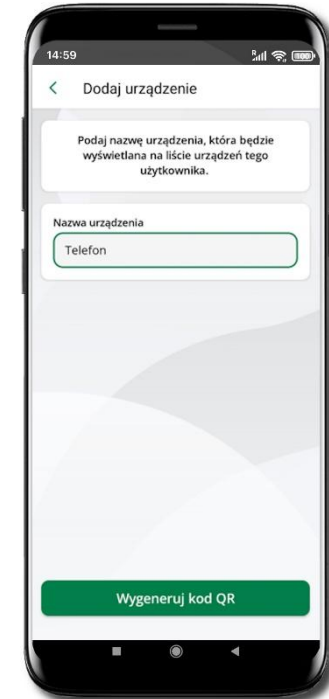 14:59
Dodaj urządzenie
Podaj nazwę urządzenia, która będzie
wyświetlana na liście urządzeń tego
użytkownika.
Nazwa urządzenia
Telefon
Wygeneruj kod QR